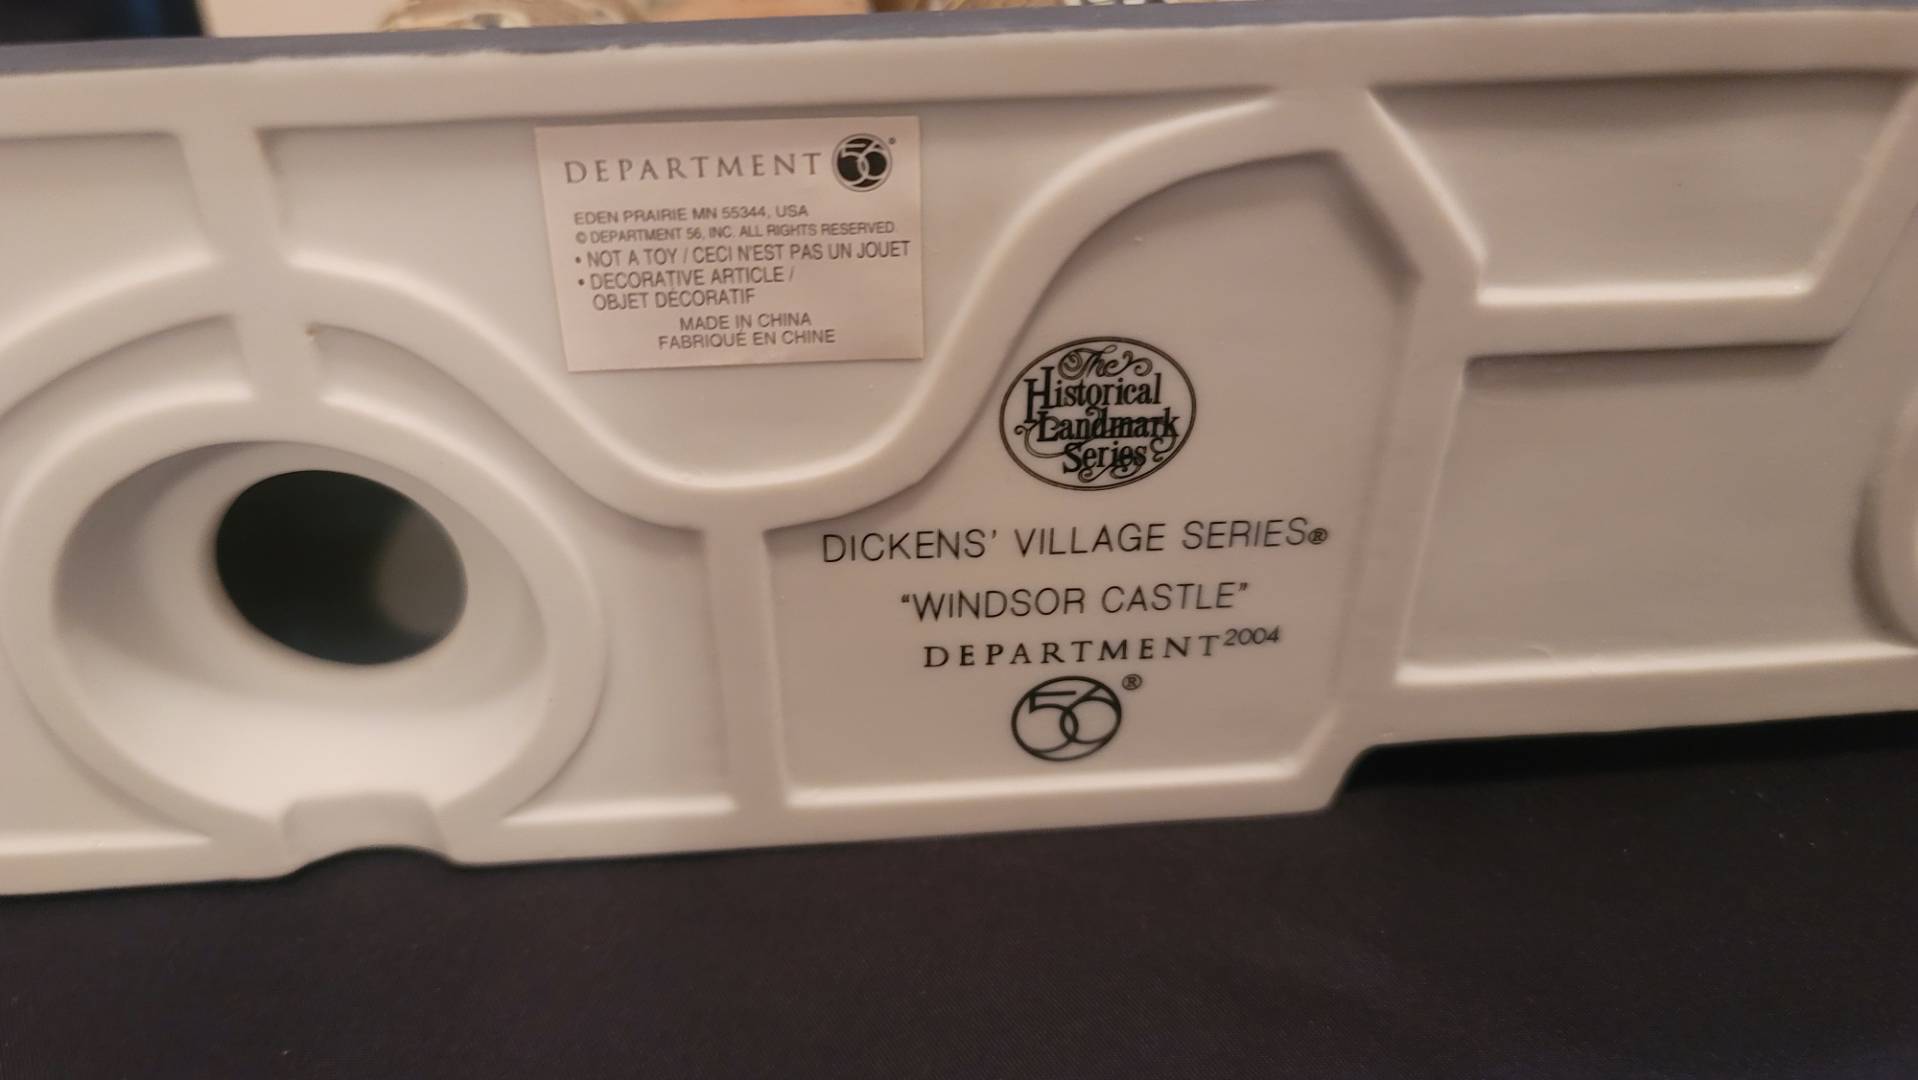 DEPARTMENT 56®
EDEN PRAIRIE MN 55344, USA
© DEPARTMENT 56, INC. ALL RIGHTS RESERVED
• NOT A TOY / CECI N'EST PAS UN JOUET
• DECORATIVE ARTICLE /
OBJET DÉCORATIF
MADE IN CHINA
FABRIQUÉ EN CHINE
The
Historical
Landmark
Series
DICKENS' VILLAGE SERIES®
"WINDSOR CASTLE"
DEPARTMENT 2004
56®